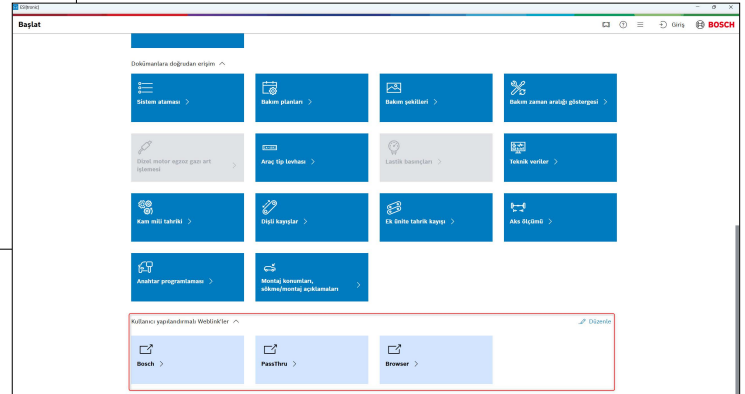 ESI[tronic]
Başlat
Giriş
BOSCH
Dokümanlara doğrudan erişim
Sistem ataması
Bakım planları
Bakım şekilleri
Bakım zaman aralığı göstergesi
Dizel motor egzoz gazı art
işlemesi
Araç tip levhası
Lastik basınçları
Teknik veriler
Kam mili tahriki
Dişli kayışlar
Ek ünite tahrik kayışı
Aks ölçümü
Anahtar programlaması
Montaj konumları,
sökme/montaj açıklamaları
Kullanıcı yapılandırmalı Weblink'ler
Düzenle
Bosch
PassThru
Browser